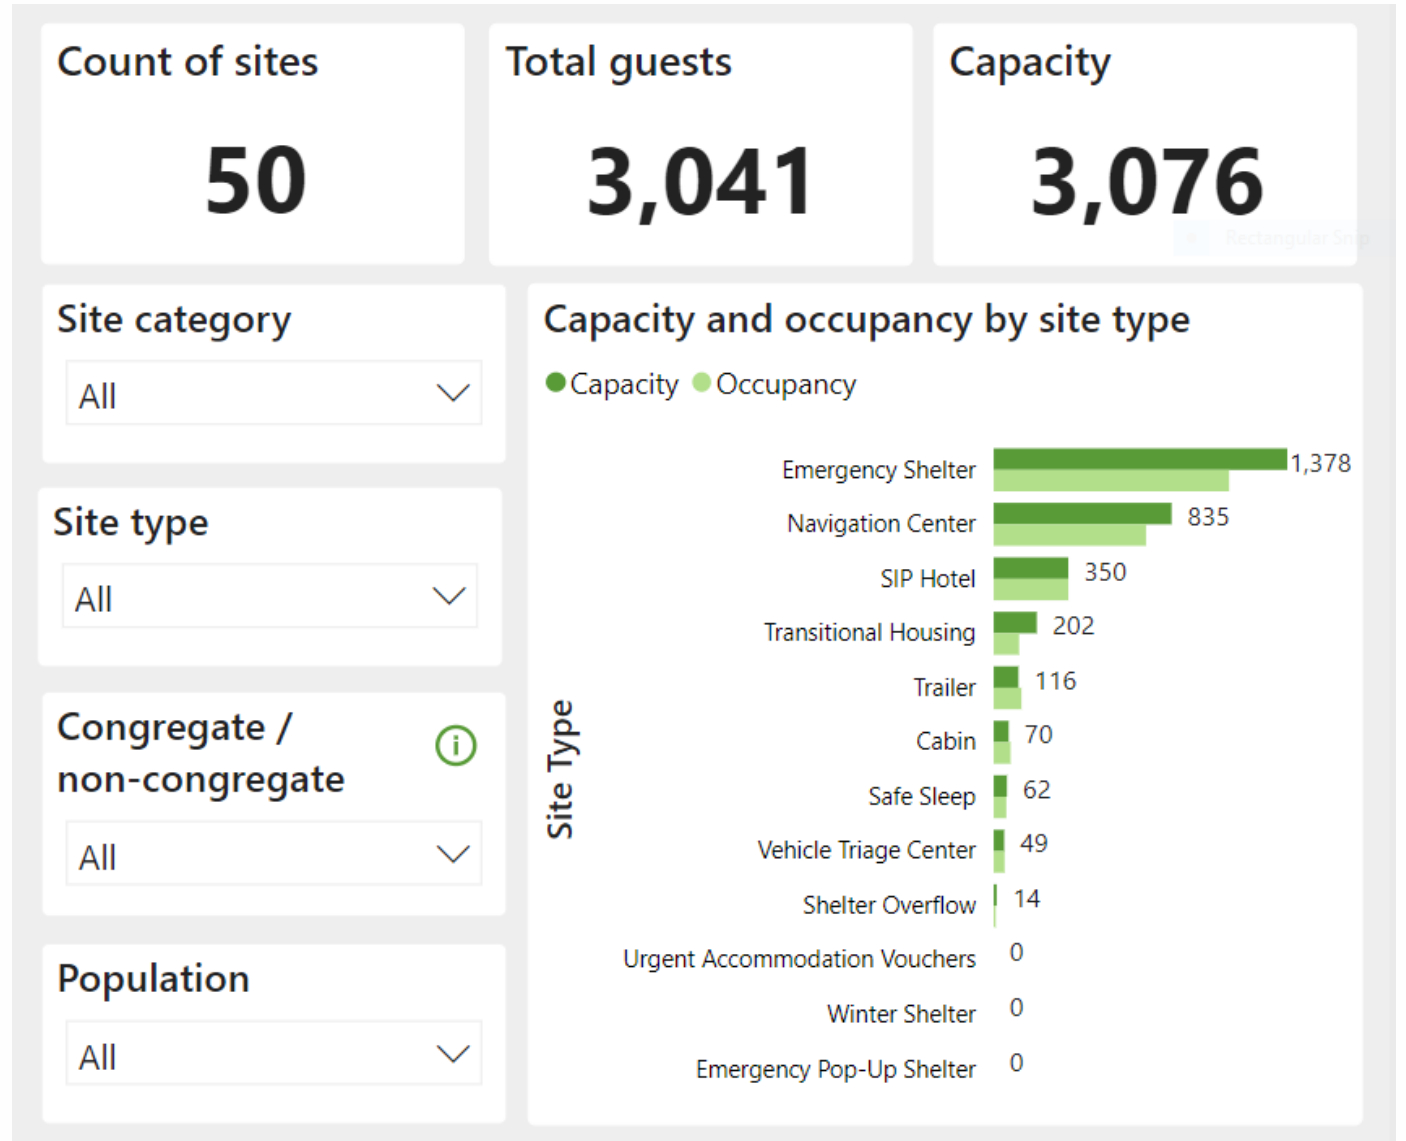 Count of sites
50
Total guests
3,041
Capacity
3,076
Rectangular Snip
Site category
All
Site type
All
Congregate /
non-congregate
i
All
Population
All
Capacity and occupancy by site type
Capacity Occupancy
Site Type
Emergency Shelter 1,378
Navigation Center 835
SIP Hotel 350
Transitional Housing 202
Trailer 116
Cabin 70
Safe Sleep 62
Vehicle Triage Center 49
Shelter Overflow 14
Urgent Accommodation Vouchers 0
Winter Shelter 0
Emergency Pop-Up Shelter 0